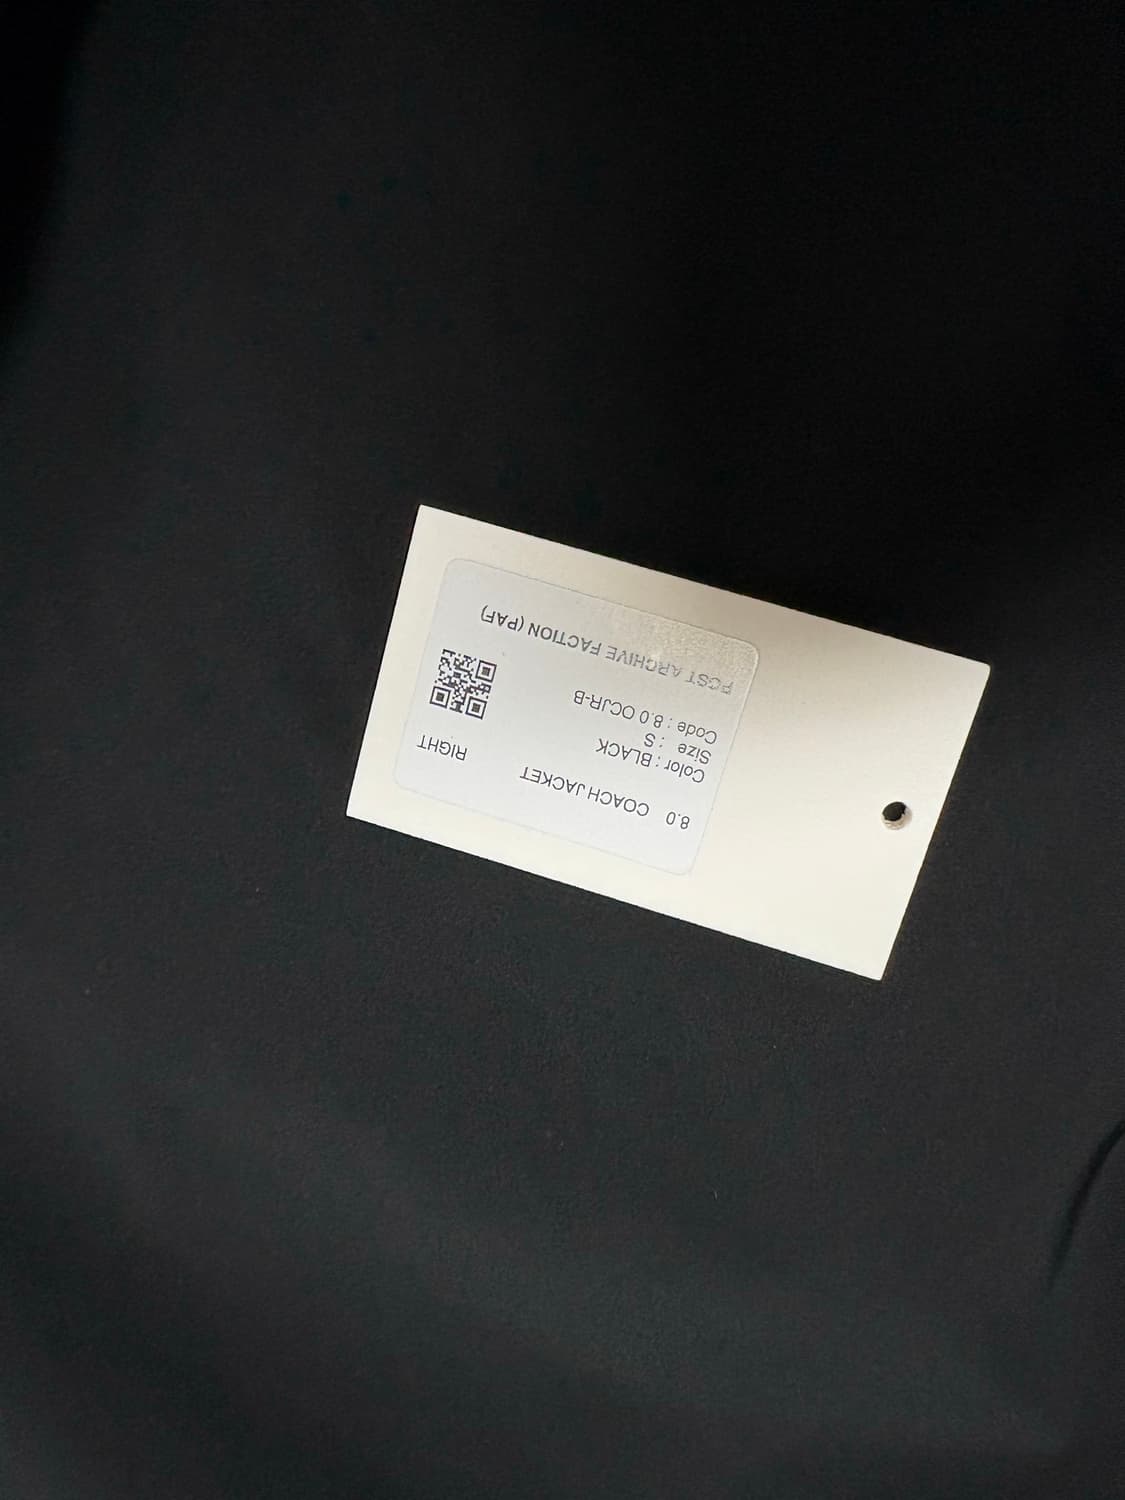 8.0 COACH JACKET RIGHT
Color : BLACK
Size : S
Code : 8.0 OCJR-B
POST ARCHIVE FACTION (PAF)